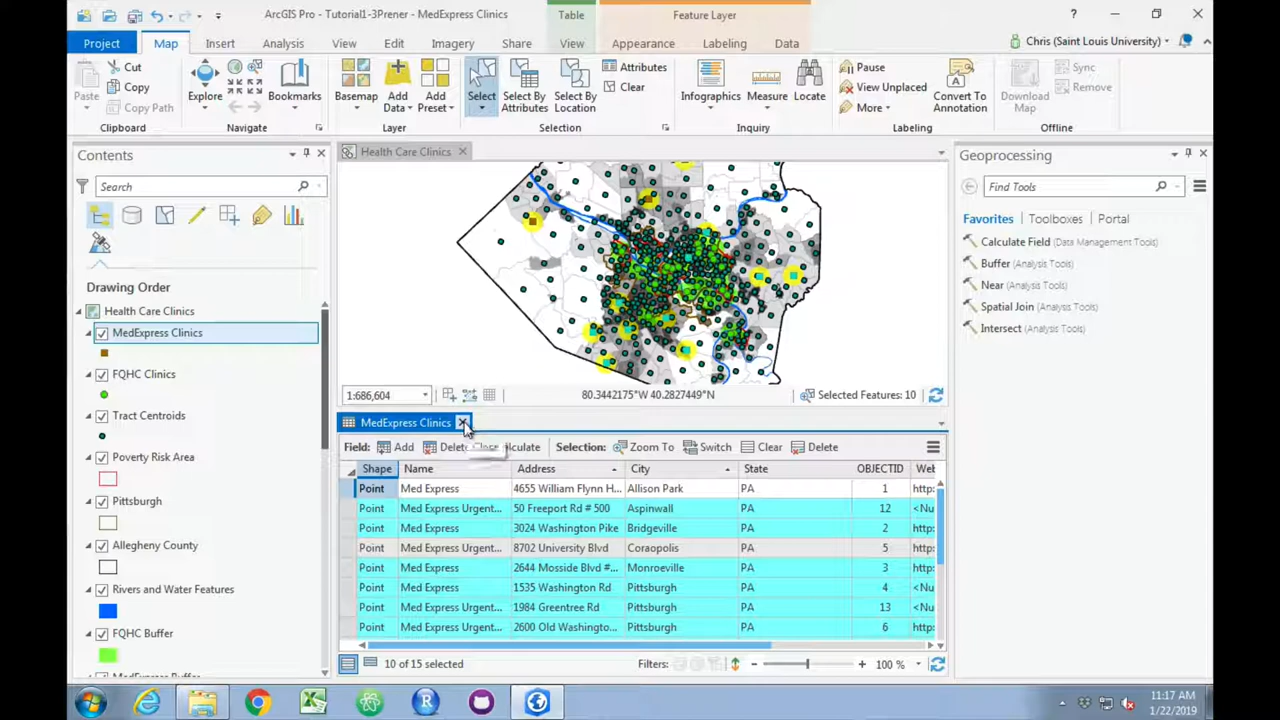 ArcGIS Pro - Tutorial1-3Prener - MedExpress Clinics
Table
Feature Layer
?
Project
Map
Insert
Analysis
View
Edit
Imagery
Share
View
Appearance
Labeling
Data
Chris (Saint Louis University)
Paste
Cut
Copy
Copy Path
Clipboard
Explore
Bookmarks
Navigate
Basemap
Add Data
Add Preset
Layer
Select
Select By Attributes
Select By Location
Attributes
Clear
Selection
Infographics
Measure
Locate
Inquiry
Pause
View Unplaced
More
Convert To Annotation
Labeling
Download Map
Sync
Remove
Offline
Contents
Search
Drawing Order
Health Care Clinics
MedExpress Clinics
FQHC Clinics
Tract Centroids
Poverty Risk Area
Pittsburgh
Allegheny County
Rivers and Water Features
FQHC Buffer
MedExpress Buffer
Health Care Clinics
1:686,604
80.3442175°W 40.2827449°N
Selected Features: 10
MedExpress Clinics
Field: Add Delete Calculate Selection: Zoom To Switch Clear Delete
Close
Shape Name Address City State OBJECTID Web
Point Med Express 4655 William Flynn H... Allison Park PA 1 http:
Point Med Express Urgent... 50 Freeport Rd # 500 Aspinwall PA 12 <Nu
Point Med Express 3024 Washington Pike Bridgeville PA 2 http:
Point Med Express Urgent... 8702 University Blvd Coraopolis PA 5 http:
Point Med Express 2644 Mosside Blvd #... Monroeville PA 3 http:
Point Med Express 1535 Washington Rd Pittsburgh PA 4 <Nu
Point Med Express Urgent... 1984 Greentree Rd Pittsburgh PA 13 <Nu
Point Med Express Urgent... 2600 Old Washingto... Pittsburgh PA 6 http:
10 of 15 selected
Filters:
100 %
Geoprocessing
Find Tools
Favorites
Toolboxes
Portal
Calculate Field (Data Management Tools)
Buffer (Analysis Tools)
Near (Analysis Tools)
Spatial Join (Analysis Tools)
Intersect (Analysis Tools)
11:17 AM
1/22/2019